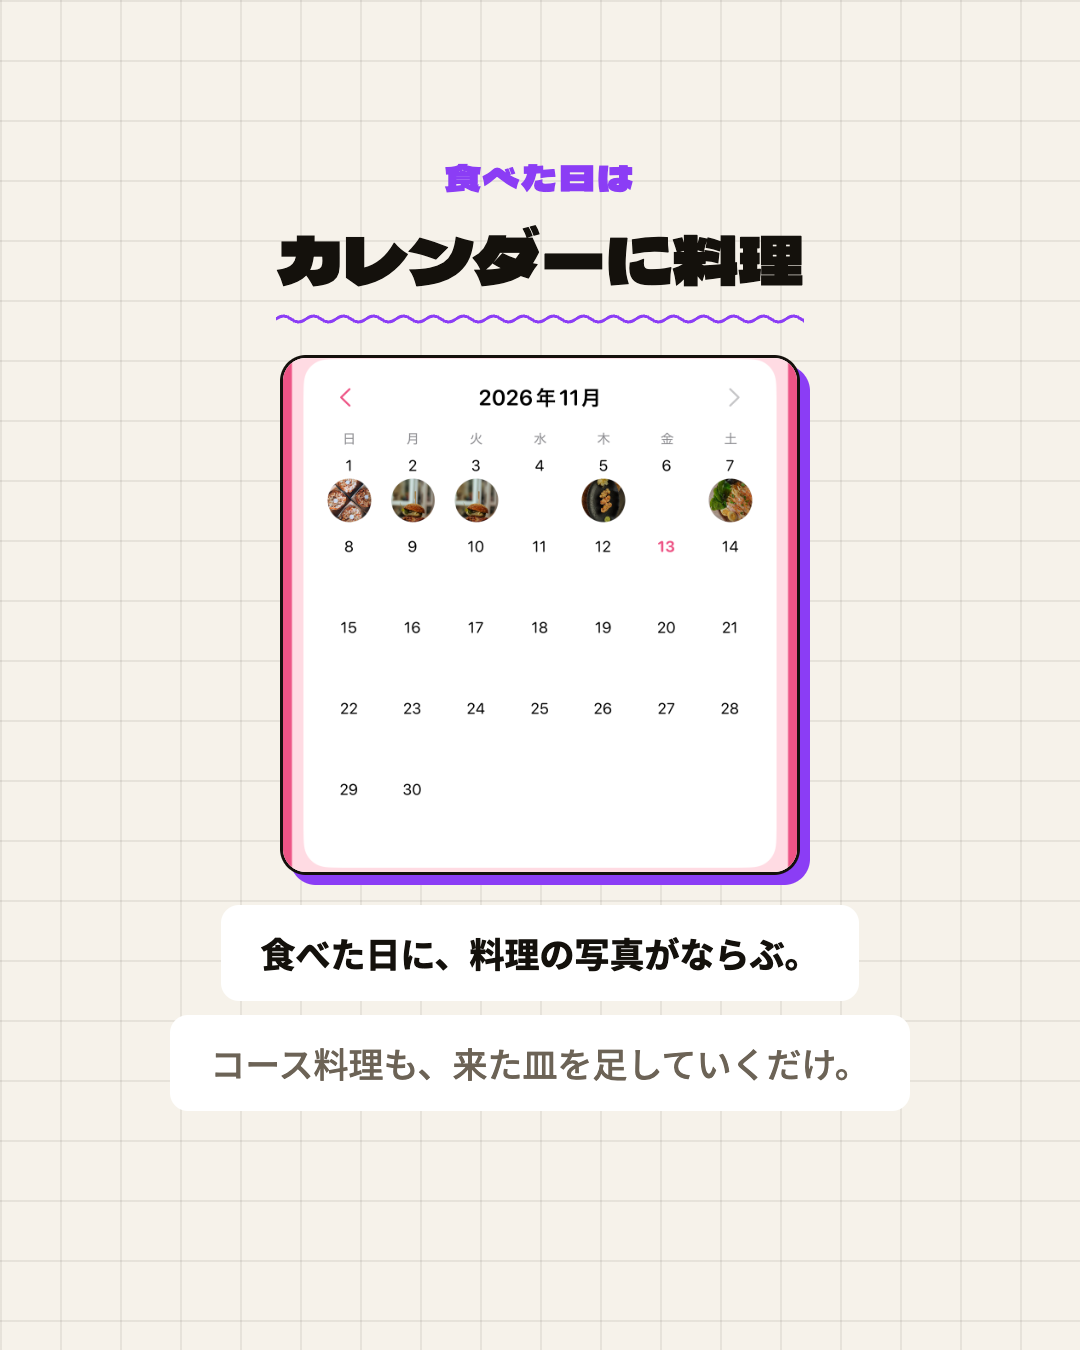 食べた日は
カレンダーに料理
2026年11月
日 月 火 水 木 金 土
1 2 3 4 5 6 7
8 9 10 11 12 13 14
15 16 17 18 19 20 21
22 23 24 25 26 27 28
29 30
食べた日に、料理の写真がならぶ。
コース料理も、来た皿を足していくだけ。